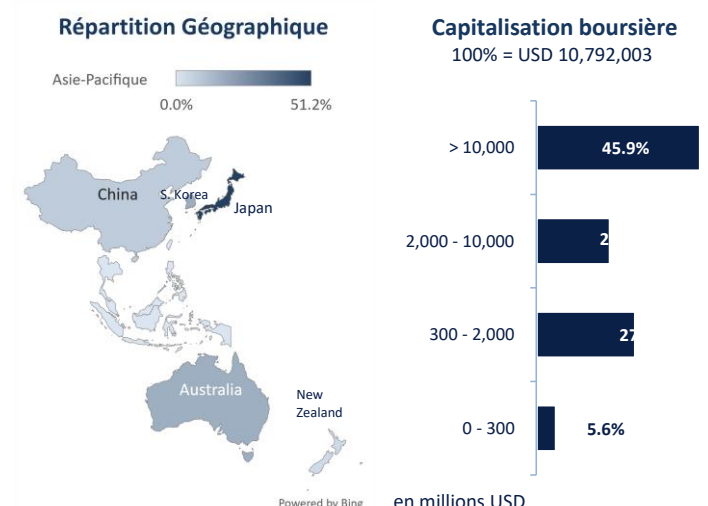 Répartition Géographique
Asie-Pacifique
0.0%
51.2%
China
S. Korea
Japan
Australia
New
Zealand
Powered by Bing
Capitalisation boursière
100% = USD 10,792,003
> 10,000
45.9%
2,000 - 10,000
2
300 - 2,000
27
0 - 300
5.6%
en millions USD